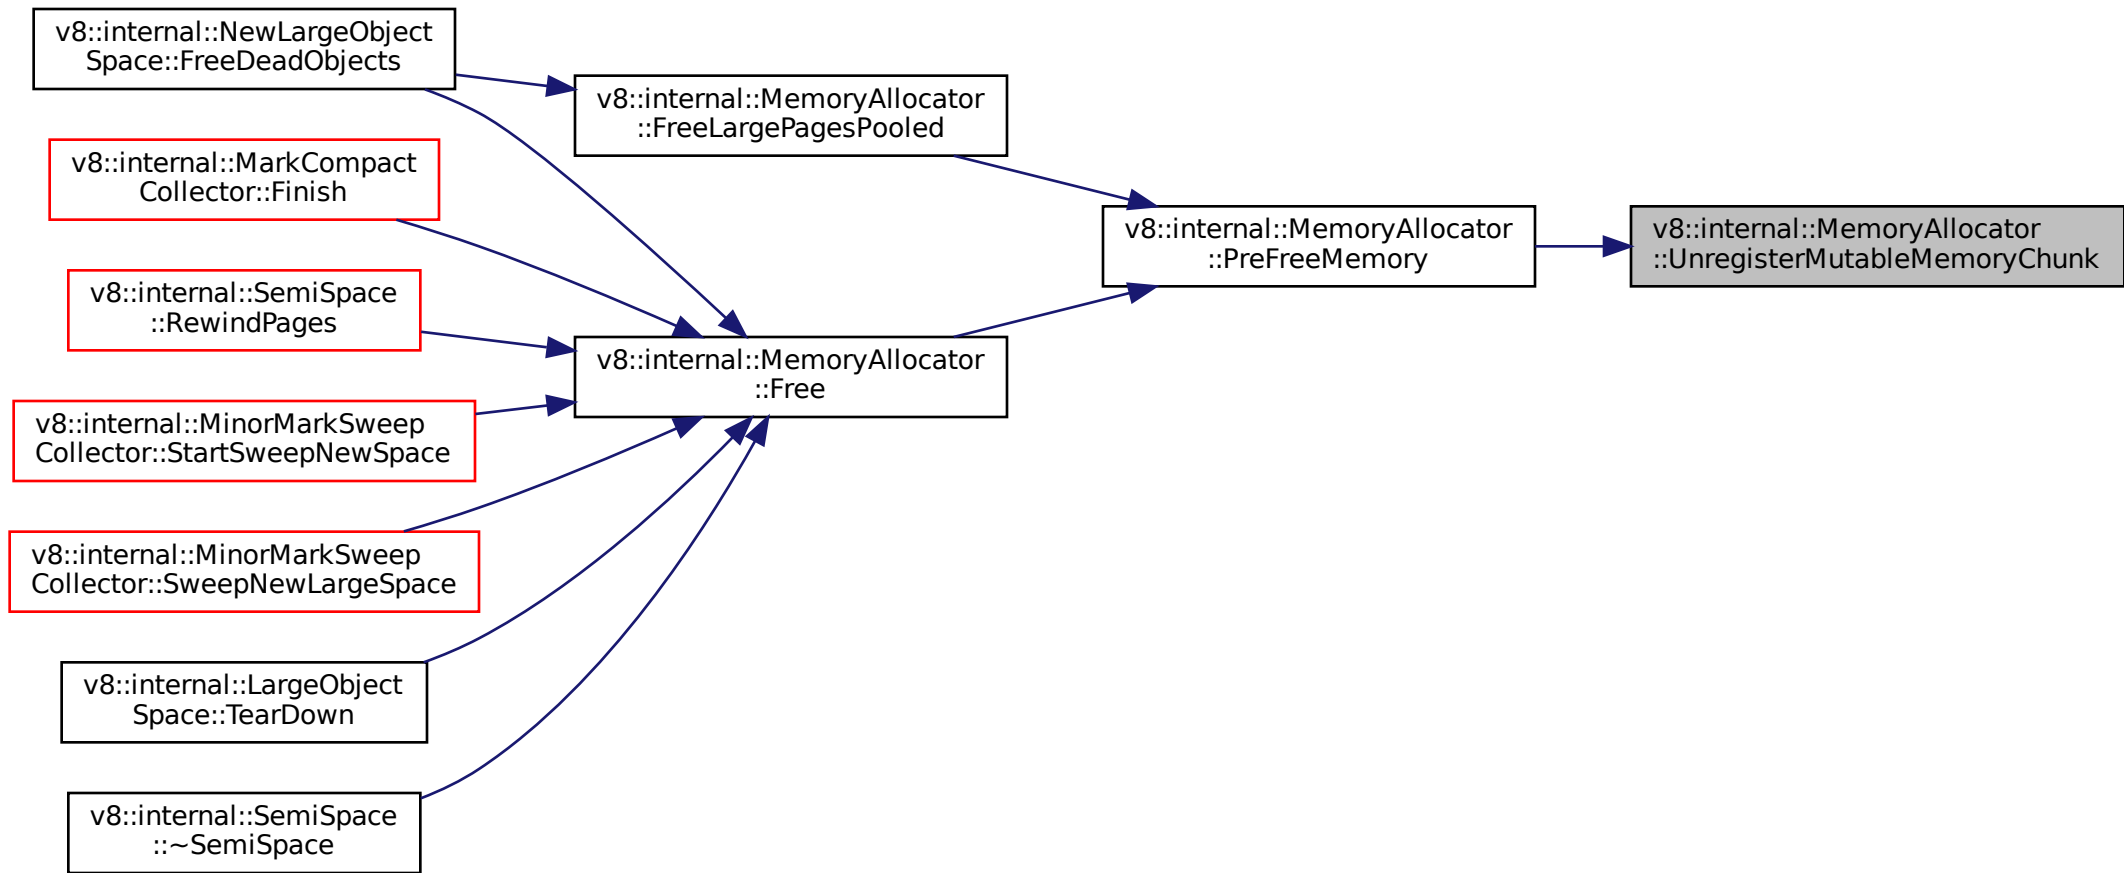 v8::internal::NewLargeObject
Space::FreeDeadObjects
v8::internal::MarkCompact
Collector::Finish
v8::internal::SemiSpace
::RewindPages
v8::internal::MinorMarkSweep
Collector::StartSweepNewSpace
v8::internal::MinorMarkSweep
Collector::SweepNewLargeSpace
v8::internal::LargeObject
Space::TearDown
v8::internal::SemiSpace
::~SemiSpace
v8::internal::MemoryAllocator
::FreeLargePagesPooled
v8::internal::MemoryAllocator
::Free
v8::internal::MemoryAllocator
::PreFreeMemory
v8::internal::MemoryAllocator
::UnregisterMutableMemoryChunk